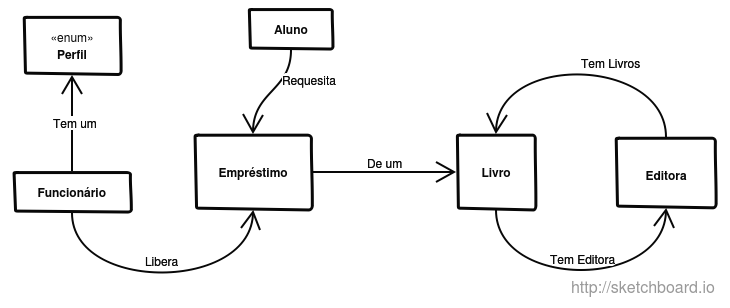 «enum»
Perfil
Aluno
Tem Livros
Requesita
Tem um
De um
Empréstimo
Livro
Editora
Funcionário
Libera
Tem Editora
http://sketchboard.io